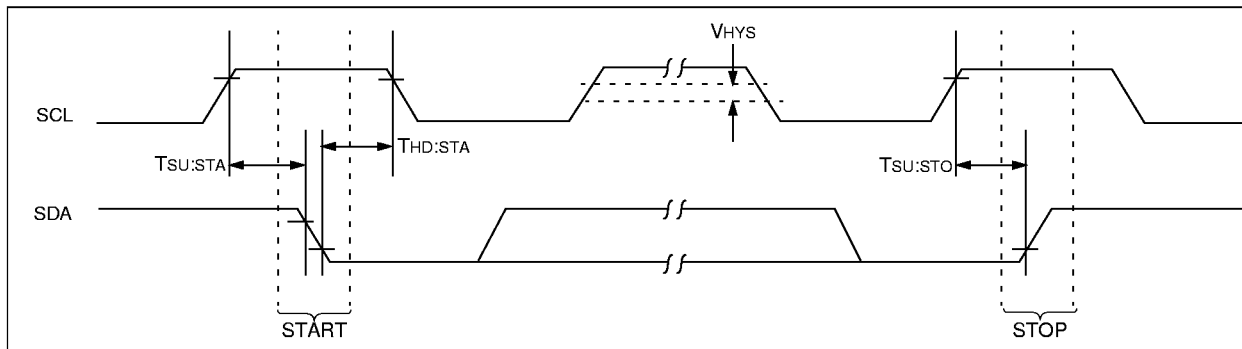 VHYS
SCL
THD:STA
TSU:STA
TSU:STO
SDA
START
STOP